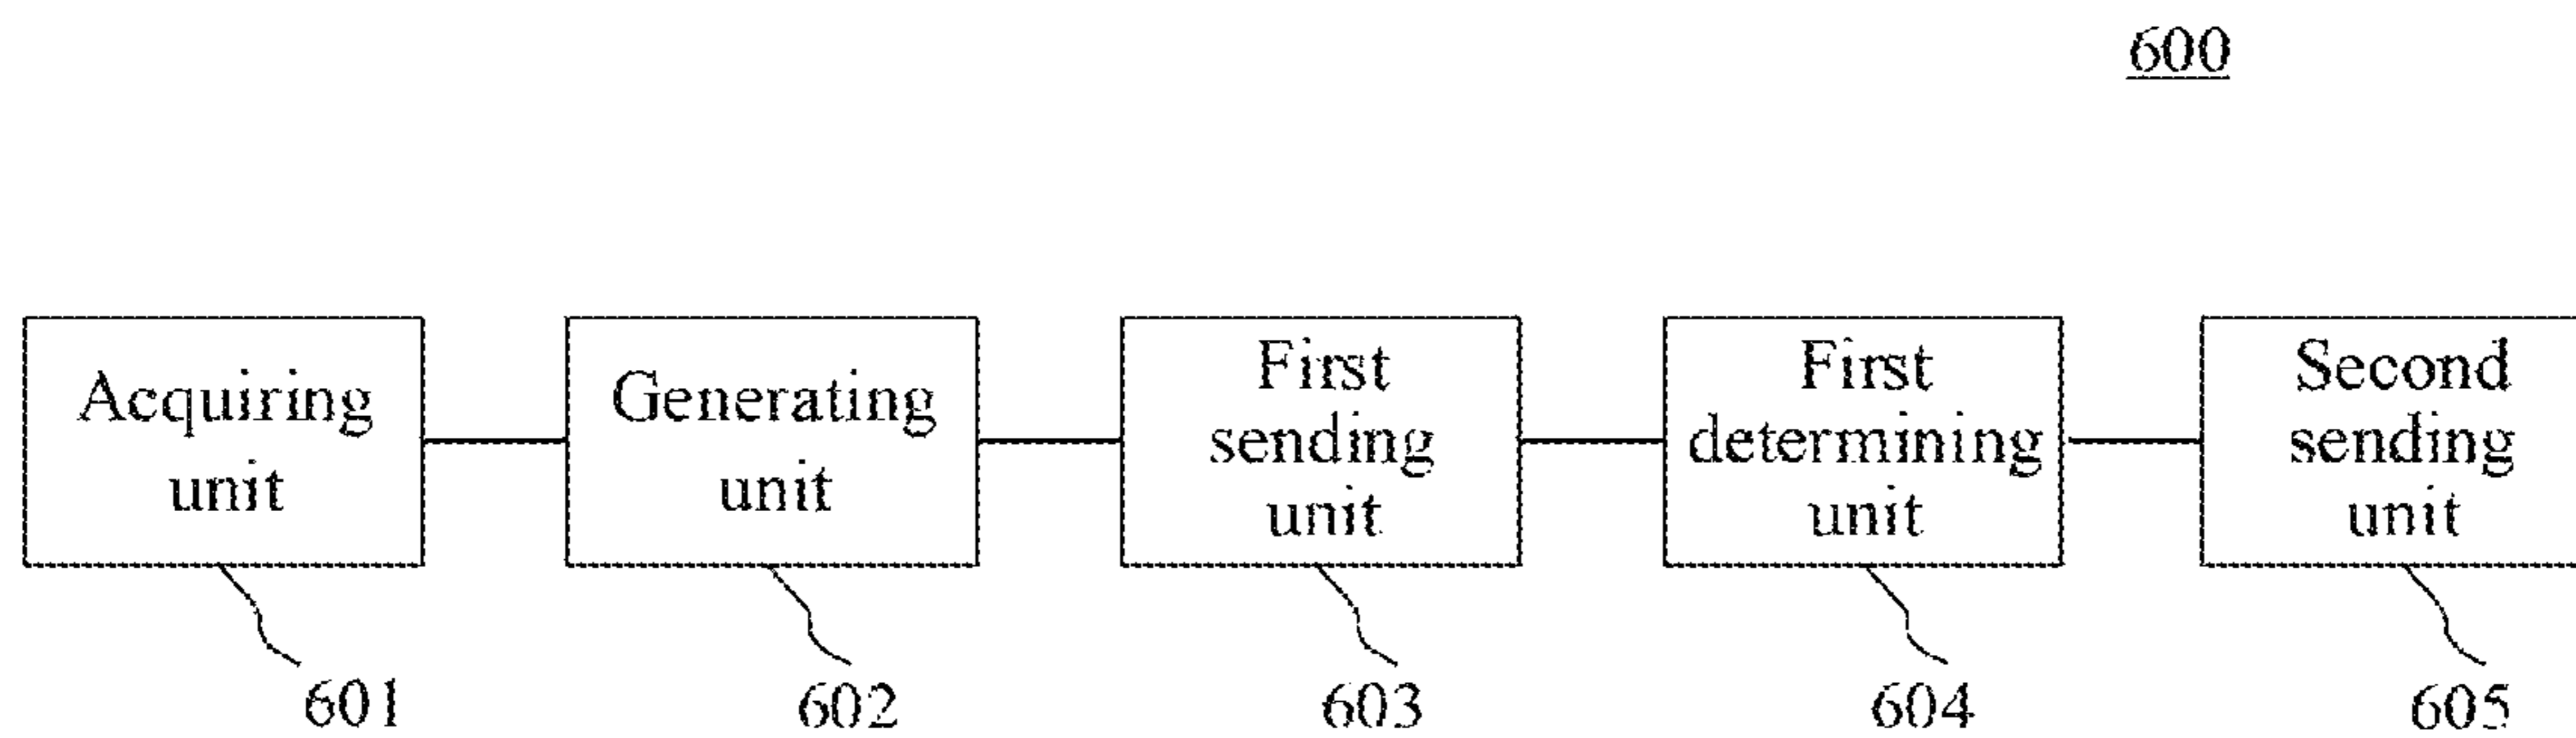 600
Acquiring
unit
Generating
unit
First
sending
unit
First
determining
unit
Second
sending
unit
601
602
603
604
605